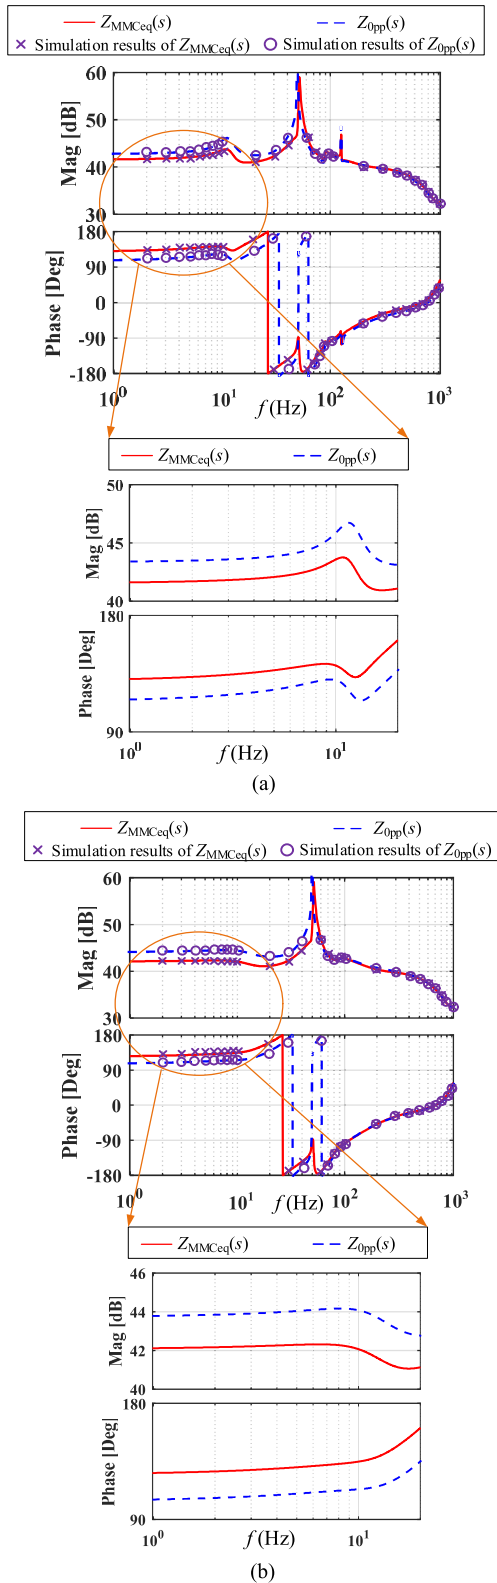 Z_MMCeq(s) Z_0pp(s)
Simulation results of Z_MMCeq(s) Simulation results of Z_0pp(s)
60
50
40
30
Mag [dB]
180
90
0
-90
-180
Phase [Deg]
10^0 10^1 10^2 10^3
f (Hz)
Z_MMCeq(s) Z_0pp(s)
50
45
40
Mag [dB]
180
90
Phase [Deg]
10^0 10^1
f (Hz)
(a)
Z_MMCeq(s) Z_0pp(s)
Simulation results of Z_MMCeq(s) Simulation results of Z_0pp(s)
60
50
40
30
Mag [dB]
180
90
0
-90
-180
Phase [Deg]
10^0 10^1 10^2 10^3
f (Hz)
Z_MMCeq(s) Z_0pp(s)
46
44
42
40
Mag [dB]
180
90
Phase [Deg]
10^0 10^1
f (Hz)
(b)